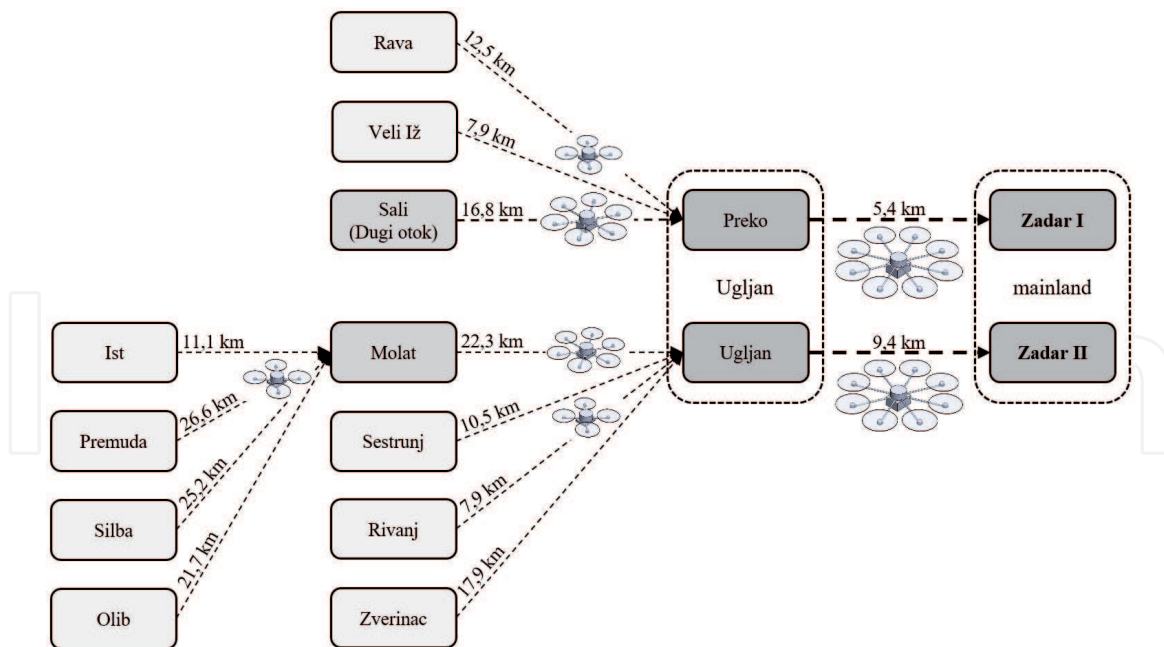 Rava
12,5 km
Veli Iž
7,9 km
Sali
(Dugi otok)
16,8 km
Preko
5,4 km
Zadar I
Ugljan
mainland
Ist
11,1 km
Molat
22,3 km
Ugljan
9,4 km
Zadar II
Premuda
26,6 km
Sestrunj
10,5 km
Silba
25,2 km
Rivanj
7,9 km
Olib
21,7 km
Zverinac
17,9 km